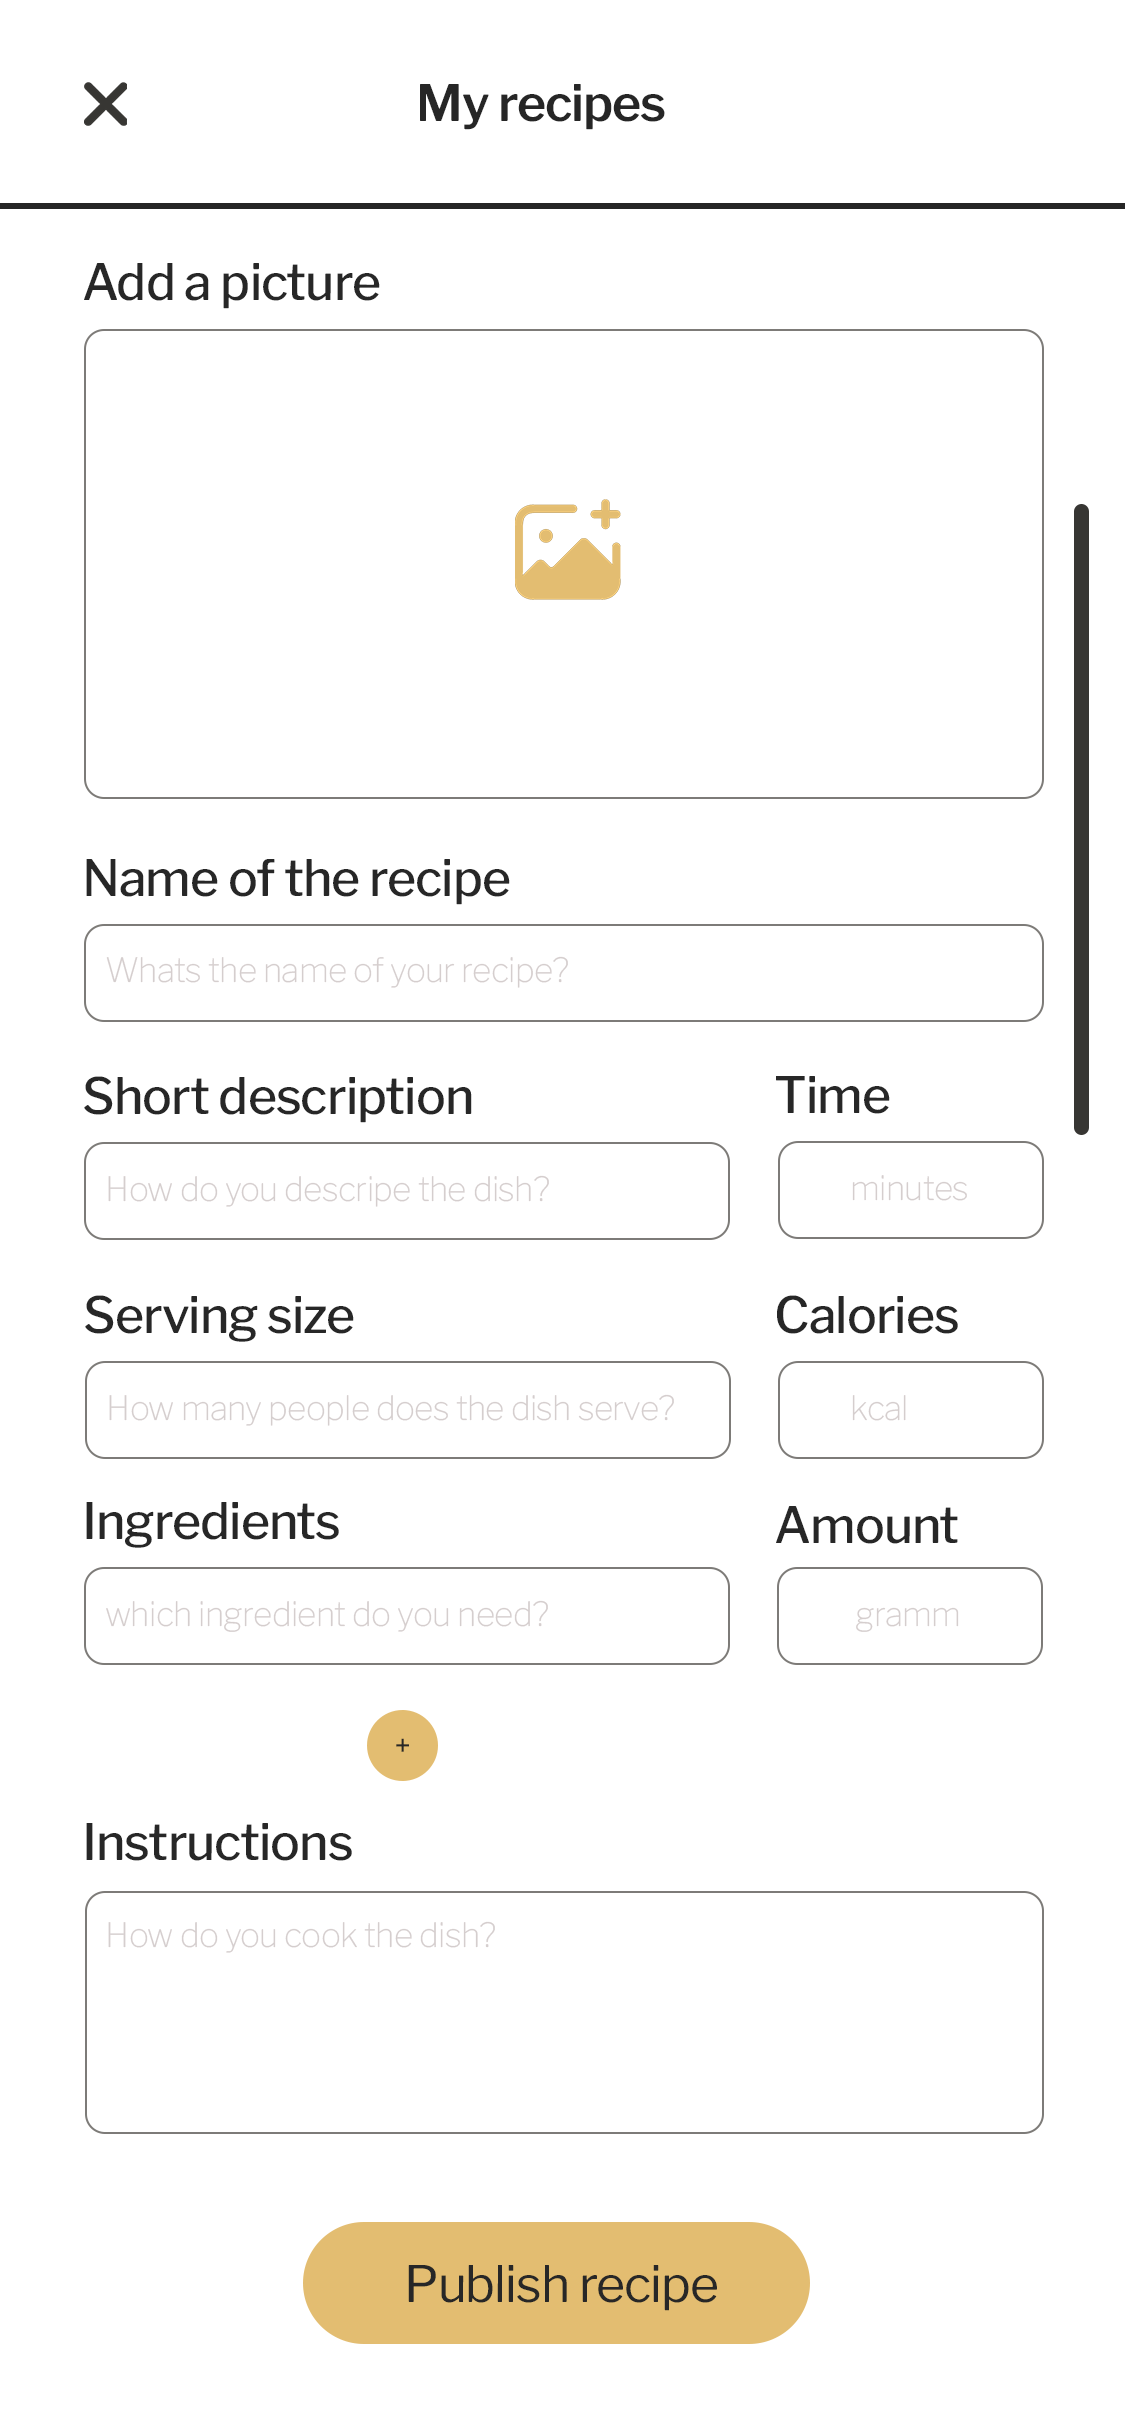 My recipes
Add a picture
Name of the recipe
Whats the name of your recipe?
Short description
Time
How do you descripe the dish?
minutes
Serving size
Calories
How many people does the dish serve?
kcal
Ingredients
Amount
which ingredient do you need?
gramm
+
Instructions
How do you cook the dish?
Publish recipe